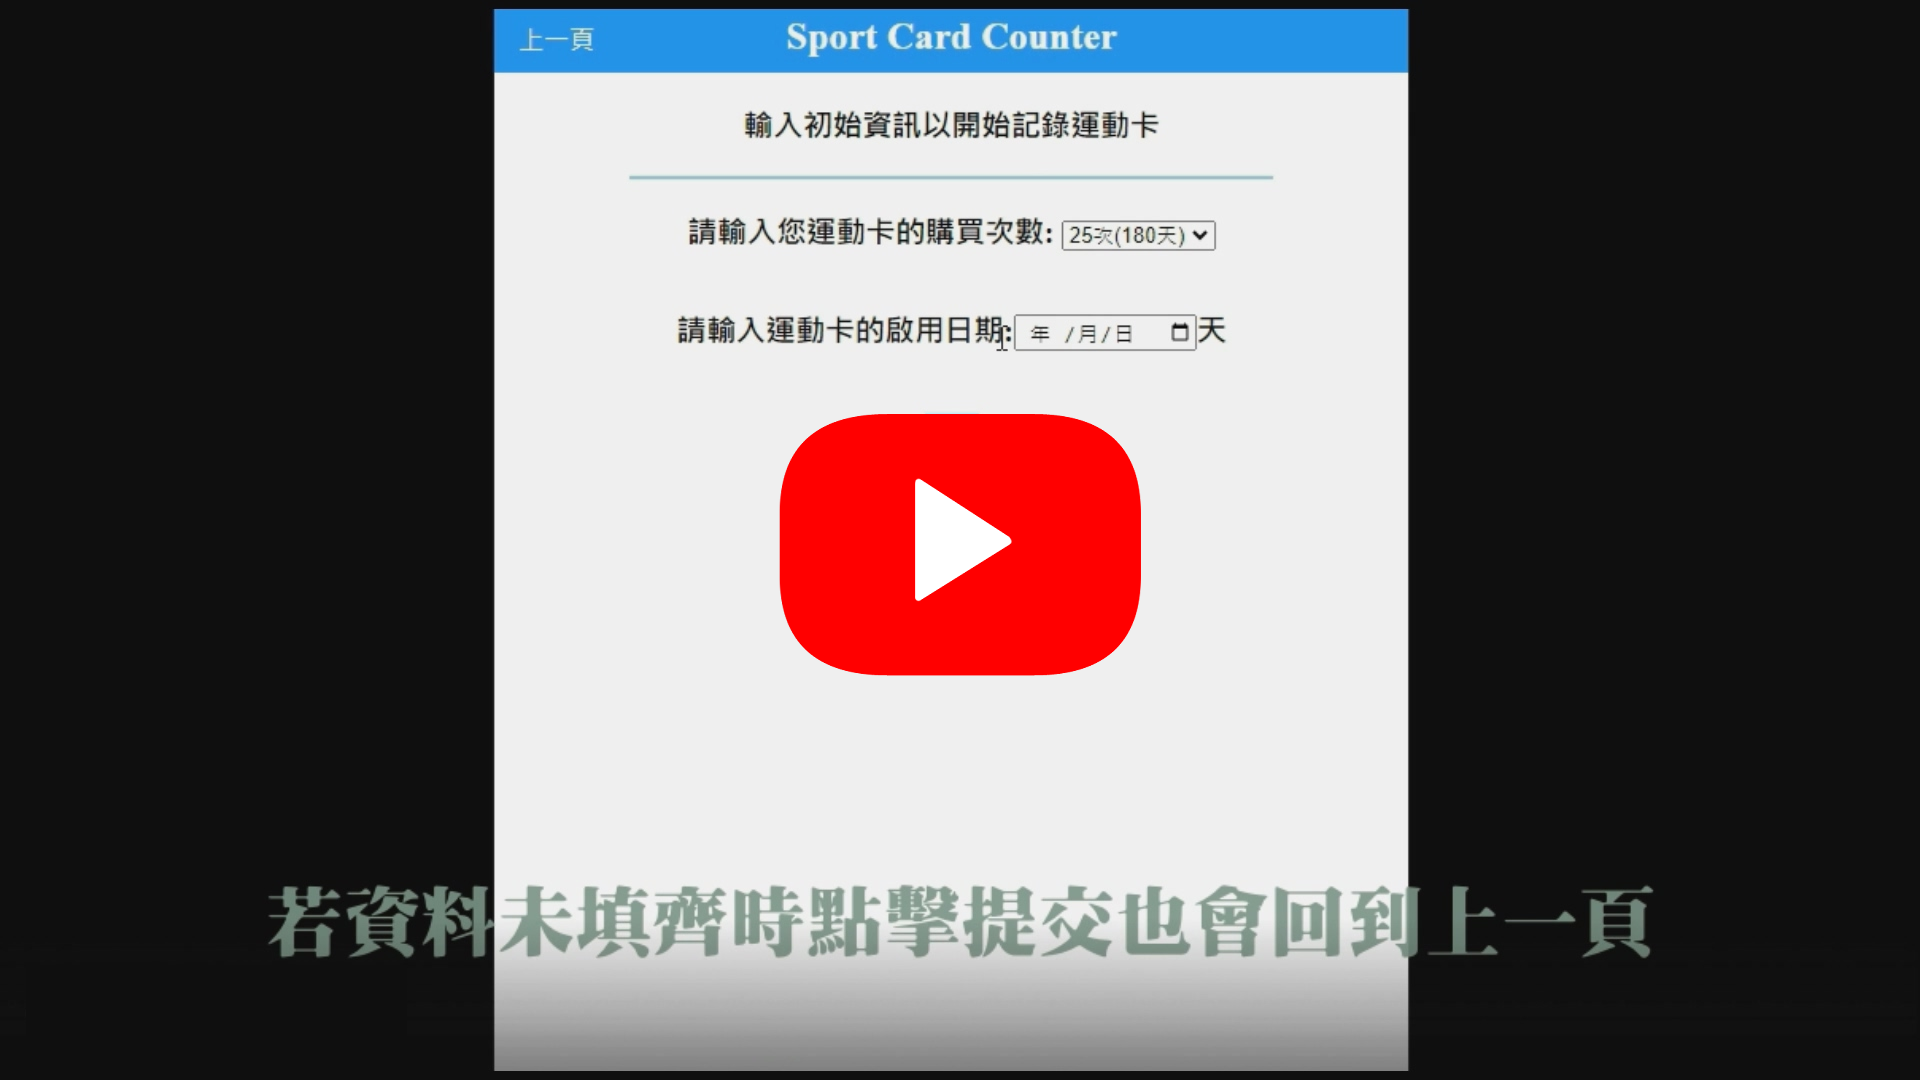 上一頁
Sport Card Counter
輸入初始資訊以開始記錄運動卡
請輸入您運動卡的購買次數: 25次(180天)
請輸入運動卡的啟用日期: 年 /月/日 天
若資料未填齊時點擊提交也會回到上一頁